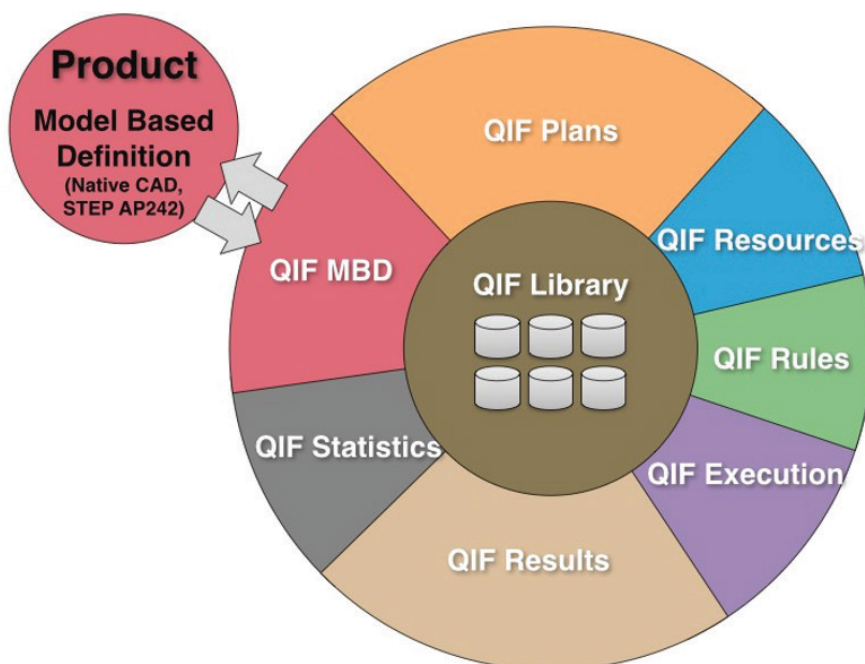 Product
Model Based
Definition
(Native CAD,
STEP AP242)
QIF Plans
QIF Resources
QIF MBD
QIF Library
QIF Rules
QIF Statistics
QIF Execution
QIF Results